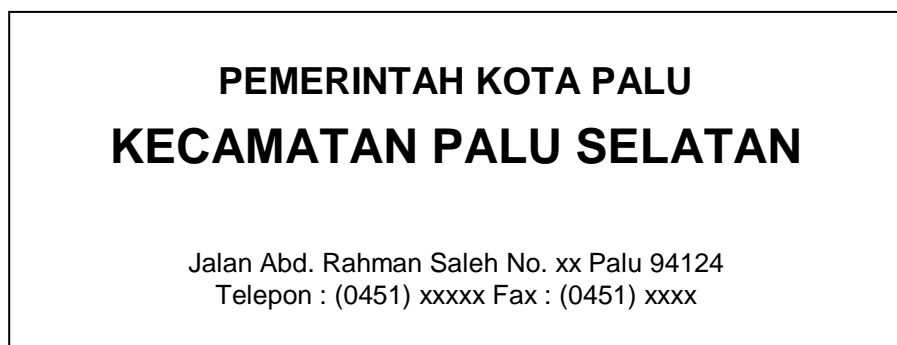 PEMERINTAH KOTA PALU
KECAMATAN PALU SELATAN
Jalan Abd. Rahman Saleh No. xx Palu 94124
Telepon : (0451) xxxxx Fax : (0451) xxxx